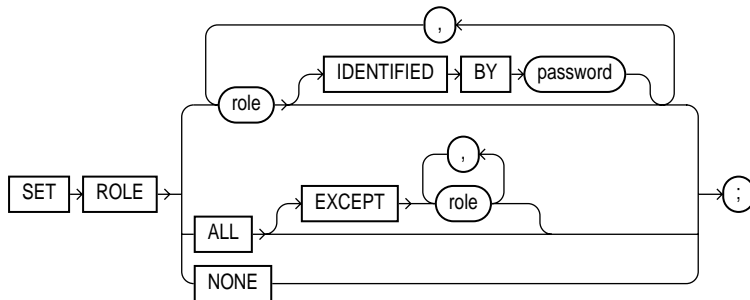 ,
IDENTIFIED BY password
role
,
EXCEPT role
SET ROLE ;
ALL
NONE